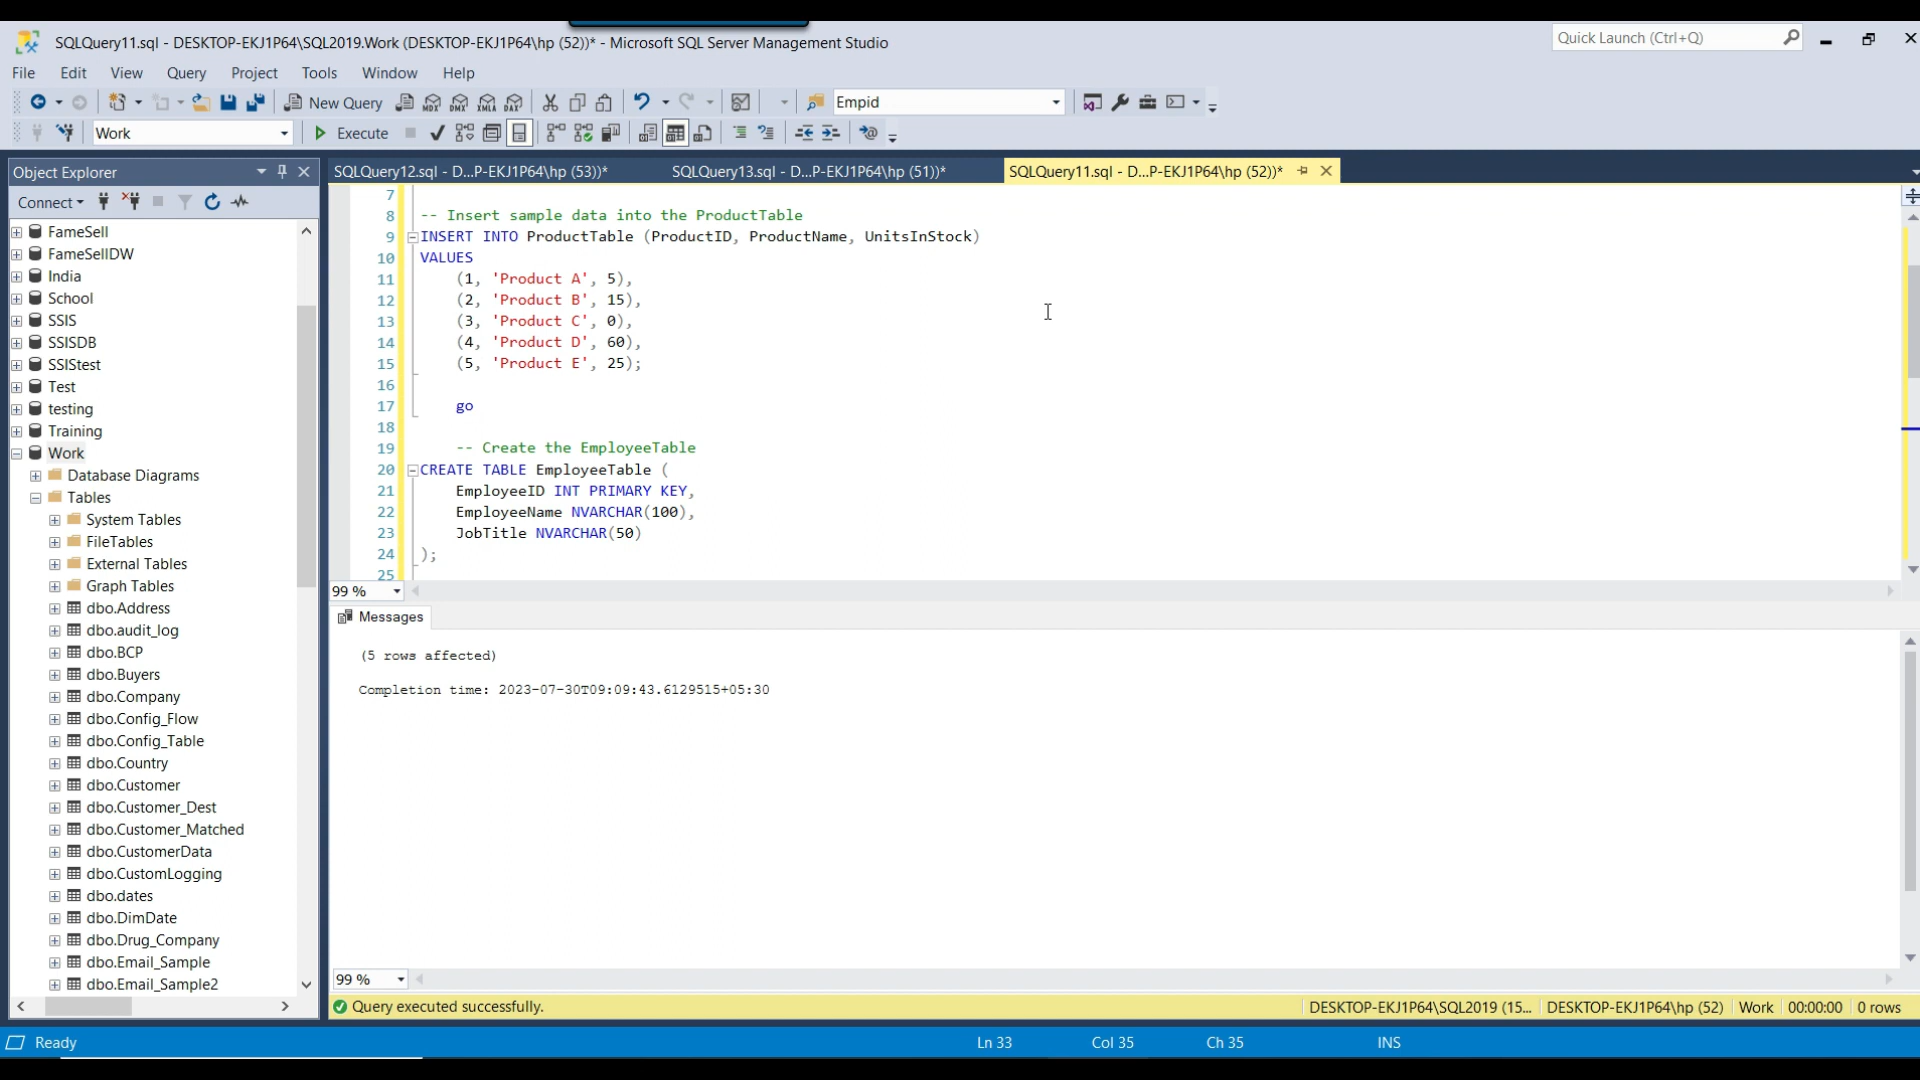 SQLQuery11.sql - DESKTOP-EKJ1P64\SQL2019.Work (DESKTOP-EKJ1P64\hp (52))* - Microsoft SQL Server Management Studio
Quick Launch (Ctrl+Q)
File Edit View Query Project Tools Window Help
New Query MDX DMX XMLA DAX Empid
Work Execute
Object Explorer
SQLQuery12.sql - D...P-EKJ1P64\hp (53))* SQLQuery13.sql - D...P-EKJ1P64\hp (51))* SQLQuery11.sql - D...P-EKJ1P64\hp (52))*
Connect
FameSell
FameSellDW
India
School
SSIS
SSISDB
SSIStest
Test
testing
Training
Work
Database Diagrams
Tables
System Tables
FileTables
External Tables
Graph Tables
dbo.Address
dbo.audit_log
dbo.BCP
dbo.Buyers
dbo.Company
dbo.Config_Flow
dbo.Config_Table
dbo.Country
dbo.Customer
dbo.Customer_Dest
dbo.Customer_Matched
dbo.CustomerData
dbo.CustomLogging
dbo.dates
dbo.DimDate
dbo.Drug_Company
dbo.Email_Sample
dbo.Email_Sample2
7
8 -- Insert sample data into the ProductTable
9 INSERT INTO ProductTable (ProductID, ProductName, UnitsInStock)
10 VALUES
11 (1, 'Product A', 5),
12 (2, 'Product B', 15),
13 (3, 'Product C', 0),
14 (4, 'Product D', 60),
15 (5, 'Product E', 25);
16
17 go
18
19 -- Create the EmployeeTable
20 CREATE TABLE EmployeeTable (
21 EmployeeID INT PRIMARY KEY,
22 EmployeeName NVARCHAR(100),
23 JobTitle NVARCHAR(50)
24 );
25
99 %
Messages
(5 rows affected)
Completion time: 2023-07-30T09:09:43.6129515+05:30
99 %
Query executed successfully. DESKTOP-EKJ1P64\SQL2019 (15... DESKTOP-EKJ1P64\hp (52) Work 00:00:00 0 rows
Ready Ln 33 Col 35 Ch 35 INS